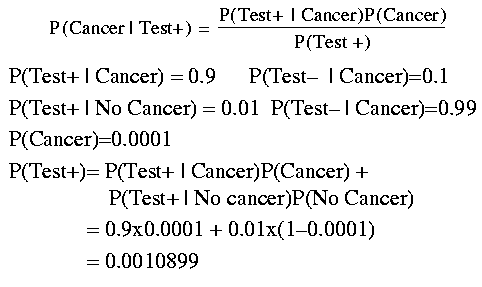 P(Cancer | Test+) = P(Test+ | Cancer)P(Cancer) / P(Test +)
P(Test+ | Cancer) = 0.9 P(Test– | Cancer)=0.1
P(Test+ | No Cancer) = 0.01 P(Test– | Cancer)=0.99
P(Cancer)=0.0001
P(Test+)= P(Test+ | Cancer)P(Cancer) +
P(Test+ | No cancer)P(No Cancer)
= 0.9x0.0001 + 0.01x(1–0.0001)
= 0.0010899